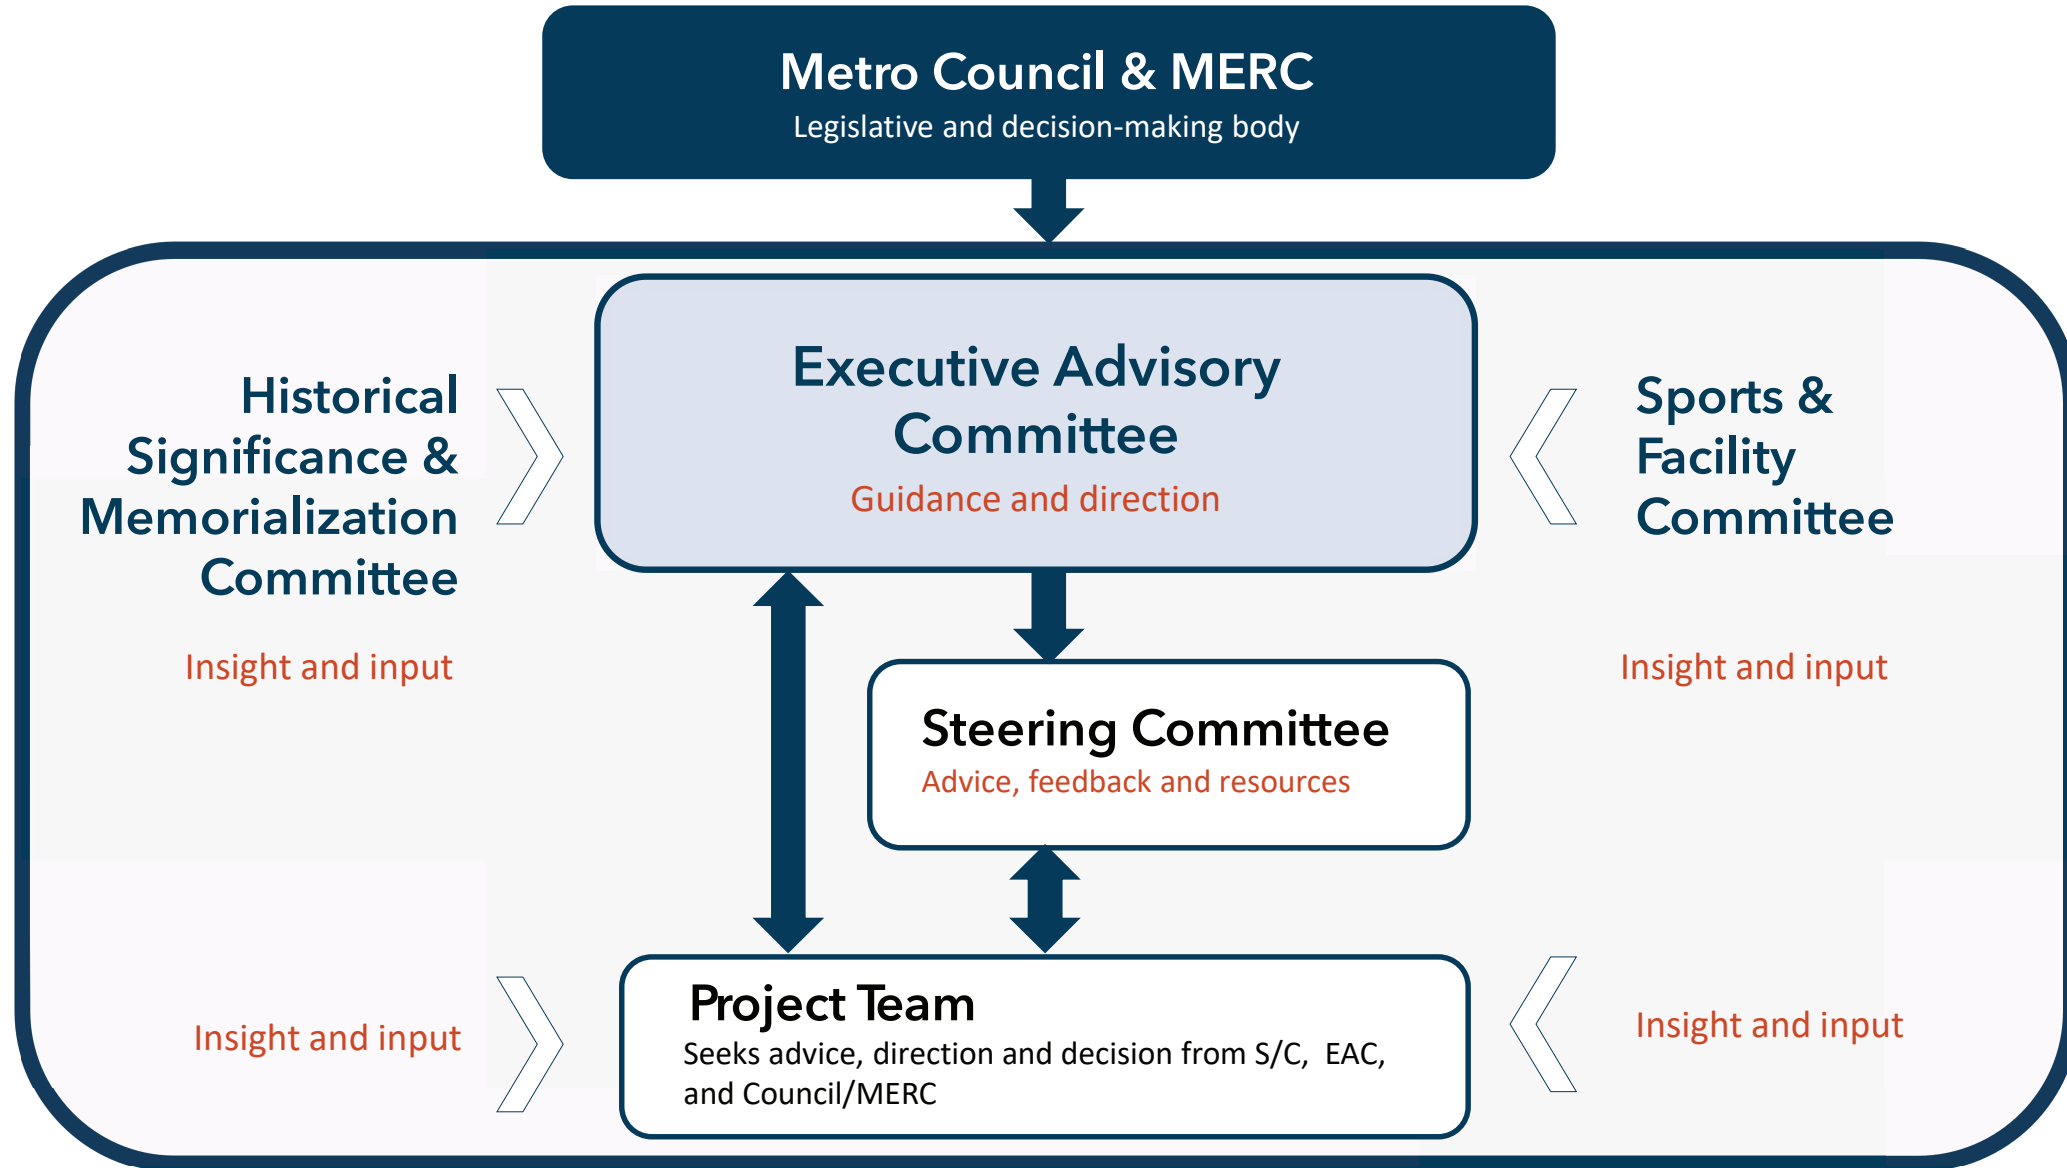 Metro Council & MERC
Legislative and decision-making body
Executive Advisory
Committee
Guidance and direction
Historical
Significance &
Memorialization
Committee
Insight and input
Sports &
Facility
Committee
Insight and input
Steering Committee
Advice, feedback and resources
Insight and input
Project Team
Seeks advice, direction and decision from S/C, EAC,
and Council/MERC
Insight and input